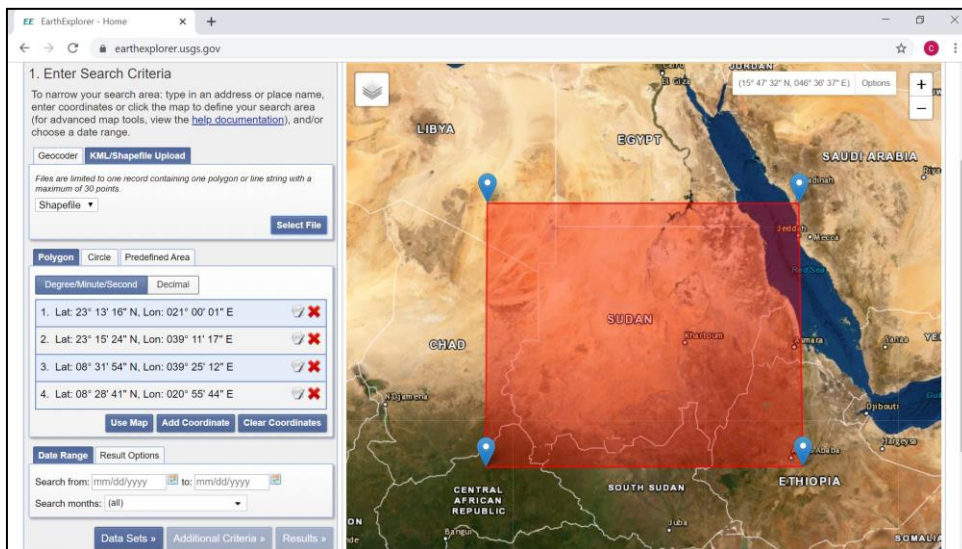 EE EarthExplorer - Home
earthexplorer.usgs.gov
C
1. Enter Search Criteria
To narrow your search area: type in an address or place name,
enter coordinates or click the map to define your search area
(for advanced map tools, view the help documentation), and/or
choose a date range.
Geocoder KML/Shapefile Upload
Files are limited to one record containing one polygon or line string with a
maximum of 30 points.
Shapefile
Select File
Polygon Circle Predefined Area
Degree/Minute/Second Decimal
1. Lat: 23° 13' 16" N, Lon: 021° 00' 01" E
2. Lat: 23° 15' 24" N, Lon: 039° 11' 17" E
3. Lat: 08° 31' 54" N, Lon: 039° 25' 12" E
4. Lat: 08° 28' 41" N, Lon: 020° 55' 44" E
Use Map Add Coordinate Clear Coordinates
Date Range Result Options
Search from: mm/dd/yyyy to: mm/dd/yyyy
Search months: (all)
Data Sets » Additional Criteria » Results »
(15° 47' 32" N, 046° 36' 37" E) Options
+
−
JORDAN
El Giza
LIBYA
EGYPT
SAUDI ARABIA
Jeddah
Mecca
Red Sea
SUDAN
Khartoum
CHAD
Sanaa
N'Djamena
Djibouti
Hargeysa
Ababa
ETHIOPIA
CENTRAL
AFRICAN
REPUBLIC
SOUTH SUDAN
Juba
Bangui
SOMALIA